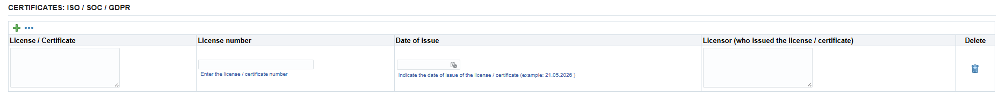 CERTIFICATES: ISO / SOC / GDPR
License / Certificate
License number
Date of issue
Licensor (who issued the license / certificate)
Delete
Enter the license / certificate number
Indicate the date of issue of the license / certificate (example: 21.05.2026 )